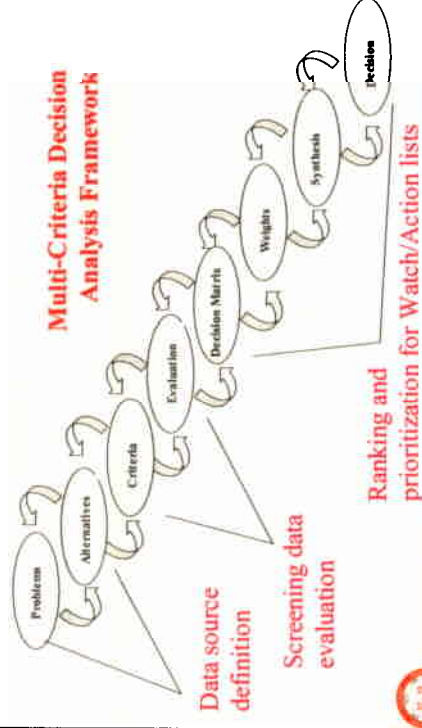 Multi-Criteria Decision
Analysis Framework
Problem
Alternatives
Criteria
Evaluation
Decision Matrix
Weights
Synthesis
Decision
Data source
definition
Screening data
evaluation
Ranking and
prioritization for Watch/Action lists